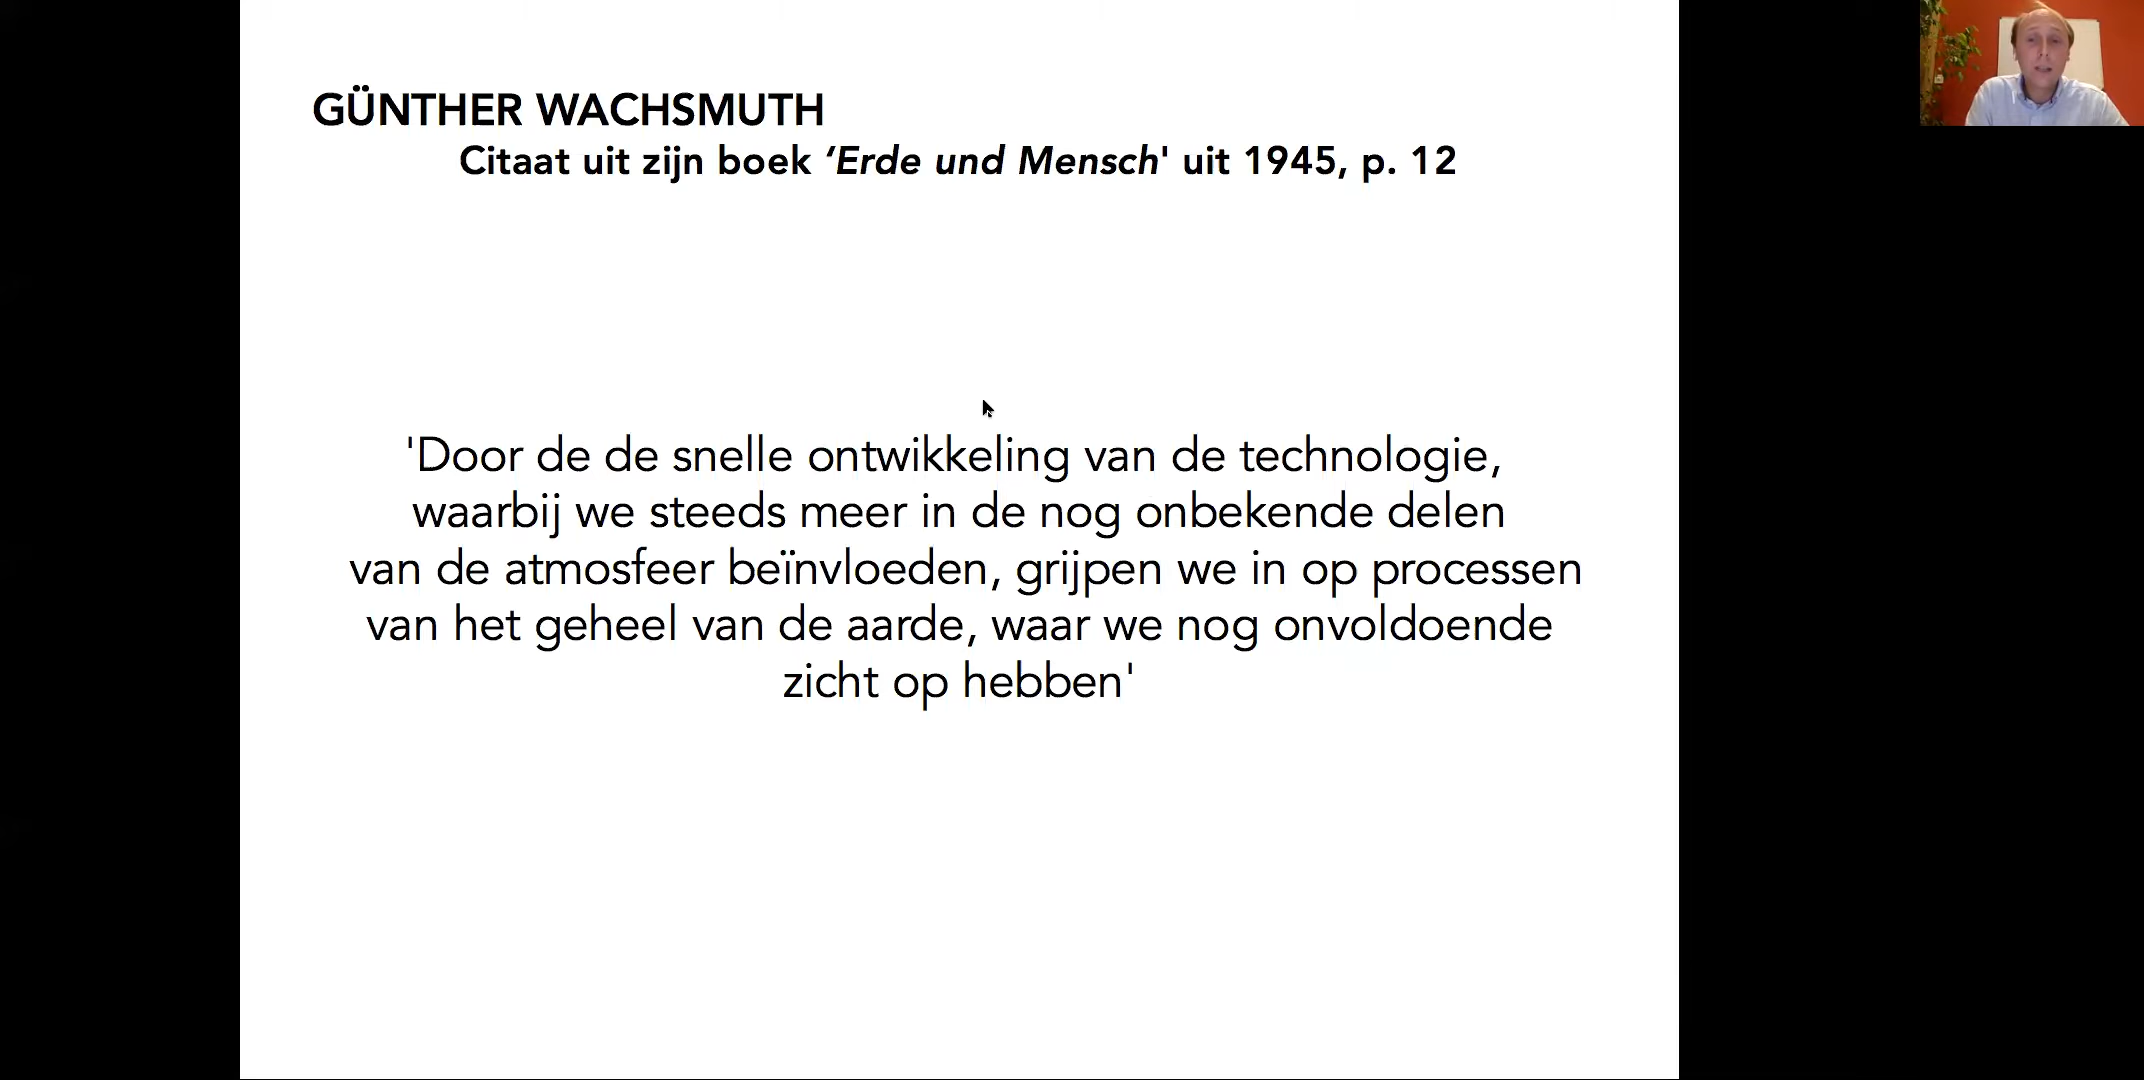 GÜNTHER WACHSMUTH
Citaat uit zijn boek ‘Erde und Mensch' uit 1945, p. 12
'Door de de snelle ontwikkeling van de technologie,
waarbij we steeds meer in de nog onbekende delen
van de atmosfeer beïnvloeden, grijpen we in op processen
van het geheel van de aarde, waar we nog onvoldoende
zicht op hebben'